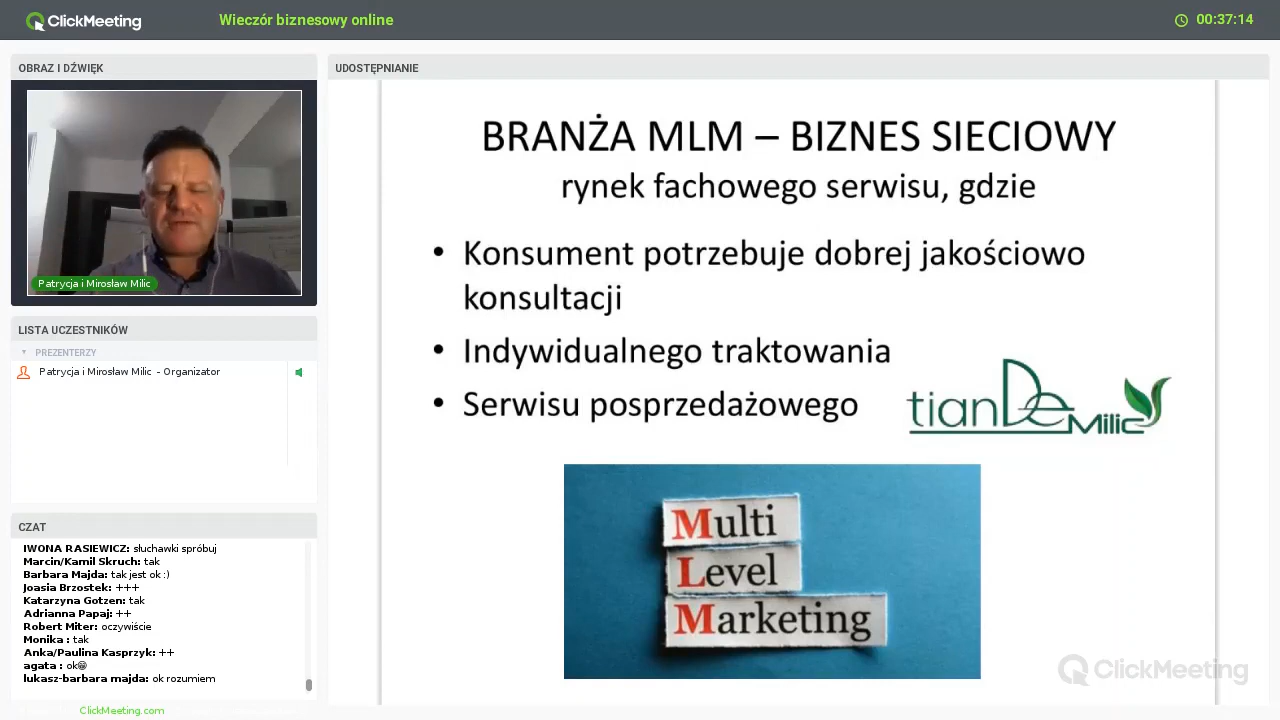 ClickMeeting
Wieczór biznesowy online
00:37:14
OBRAZ I DŹWIĘK
Patrycja i Mirosław Milic
LISTA UCZESTNIKÓW
PREZENTERZY
Patrycja i Mirosław Milic - Organizator
CZAT
IWONA RASIEWICZ: słuchawki spróbuj
Marcin/Kamil Skruch: tak
Barbara Majda: tak jest ok :)
Joasia Brzostek: +++
Katarzyna Gotzen: tak
Adrianna Papaj: ++
Robert Miter: oczywiście
Monika : tak
Anka/Paulina Kasprzyk: ++
agata : ok😁
lukasz-barbara majda: ok rozumiem
ClickMeeting.com
UDOSTĘPNIANIE
BRANŻA MLM – BIZNES SIECIOWY
rynek fachowego serwisu, gdzie
• Konsument potrzebuje dobrej jakościowo
konsultacji
• Indywidualnego traktowania
• Serwisu posprzedażowego
tianDe Milic
Multi
Level
Marketing
ClickMeeting